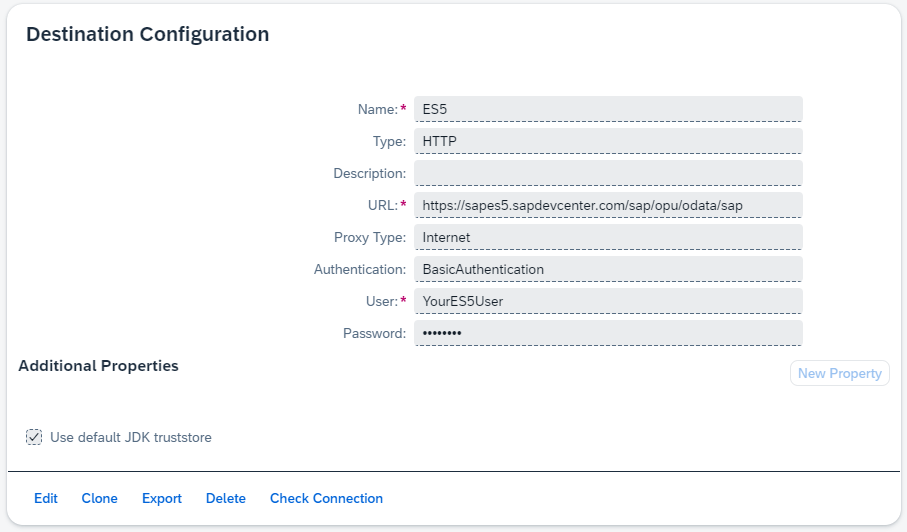 Destination Configuration
Name:* ES5
Type: HTTP
Description:
URL:* https://sapes5.sapdevcenter.com/sap/opu/odata/sap
Proxy Type: Internet
Authentication: BasicAuthentication
User:* YourES5User
Password: ••••••••
Additional Properties
New Property
Use default JDK truststore
Edit Clone Export Delete Check Connection